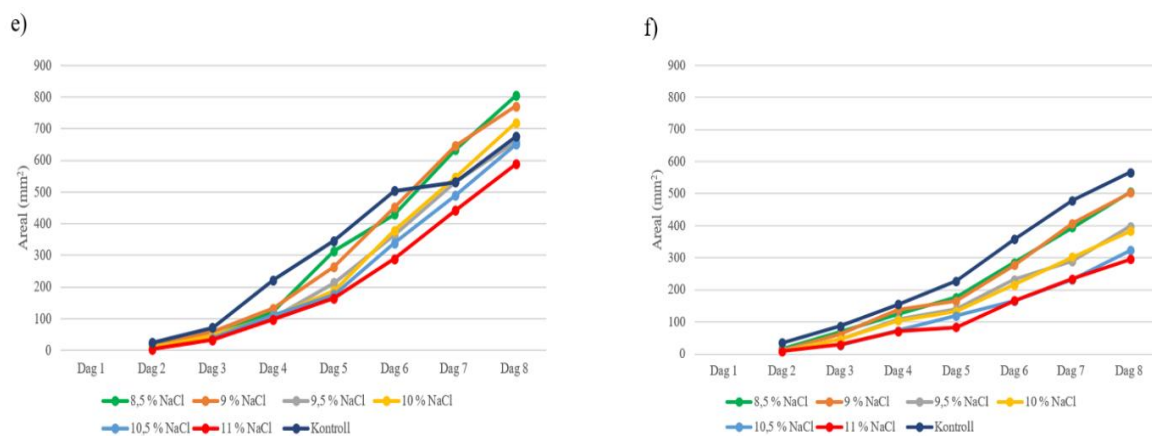 e)
900
800
700
600
500
400
300
200
100
0
Areal (mm²)
Dag 1 Dag 2 Dag 3 Dag 4 Dag 5 Dag 6 Dag 7 Dag 8
8,5 % NaCl 9 % NaCl 9,5 % NaCl 10 % NaCl
10,5 % NaCl 11 % NaCl Kontroll
f)
900
800
700
600
500
400
300
200
100
0
Areal (mm²)
Dag 1 Dag 2 Dag 3 Dag 4 Dag 5 Dag 6 Dag 7 Dag 8
8,5 % NaCl 9 % NaCl 9,5 % NaCl 10 % NaCl
10,5 % NaCl 11 % NaCl Kontroll